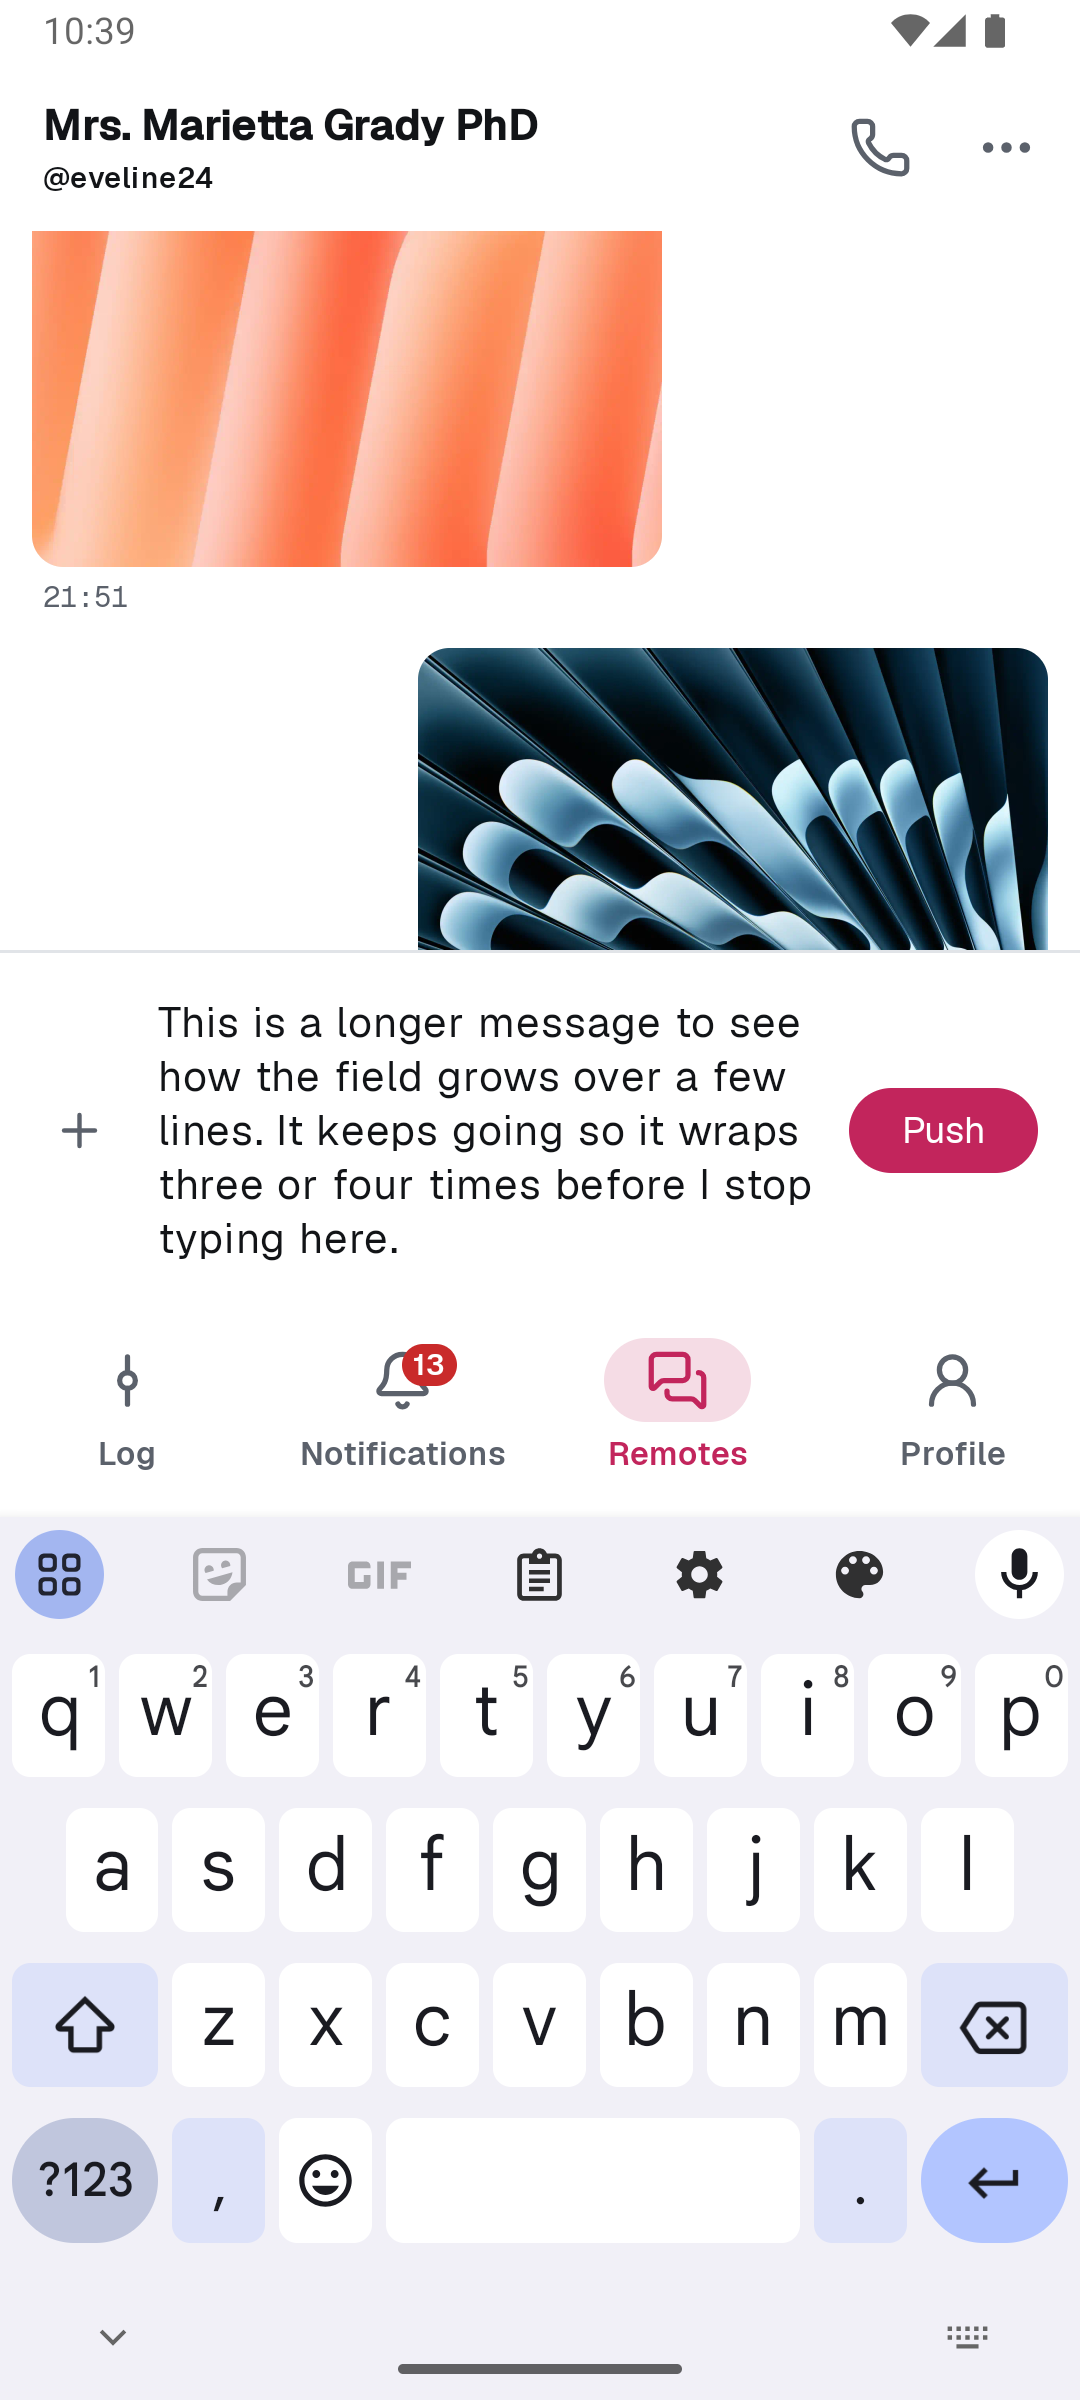 10:39
Mrs. Marietta Grady PhD
@eveline24
21:51
This is a longer message to see
how the field grows over a few
lines. It keeps going so it wraps
three or four times before I stop
typing here.
Push
Log
Notifications
13
Remotes
Profile
GIF
q 1 w 2 e 3 r 4 t 5 y 6 u 7 i 8 o 9 p 0
a s d f g h j k l
z x c v b n m
?123 , .